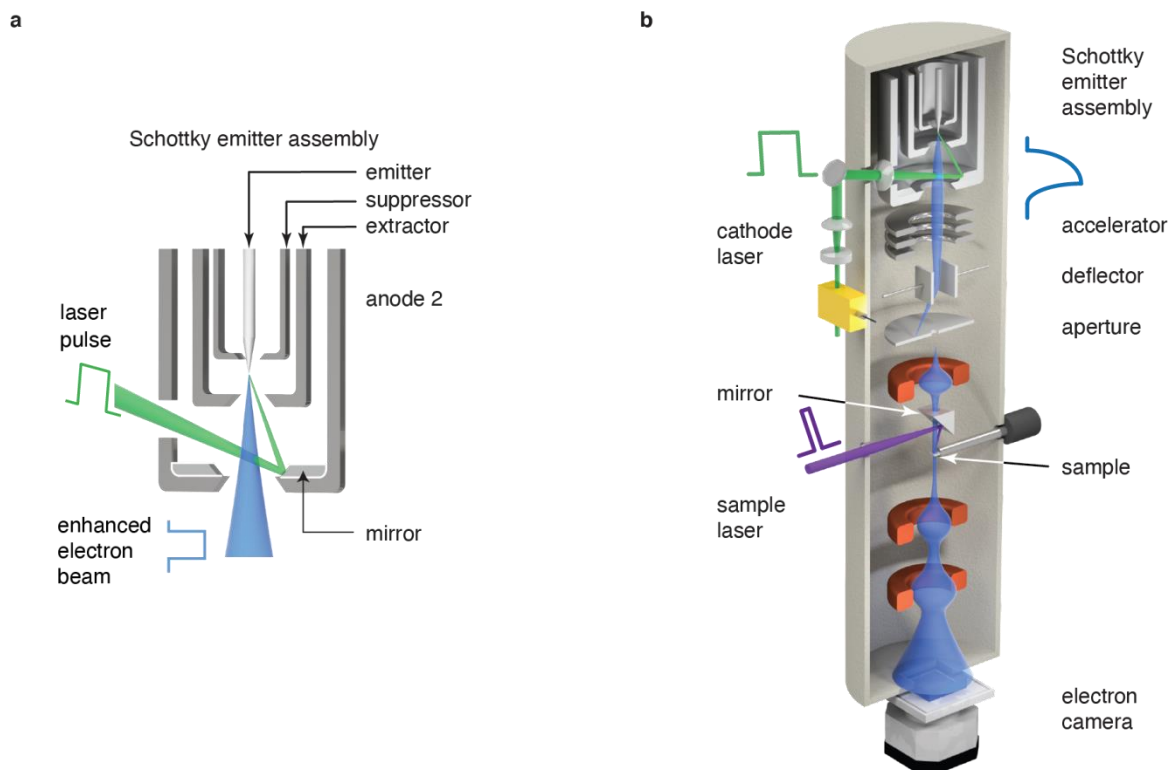 a
Schottky emitter assembly
emitter
suppressor
extractor
anode 2
laser
pulse
enhanced
electron
beam
mirror
b
Schottky
emitter
assembly
cathode
laser
accelerator
deflector
aperture
mirror
sample
sample
laser
electron
camera